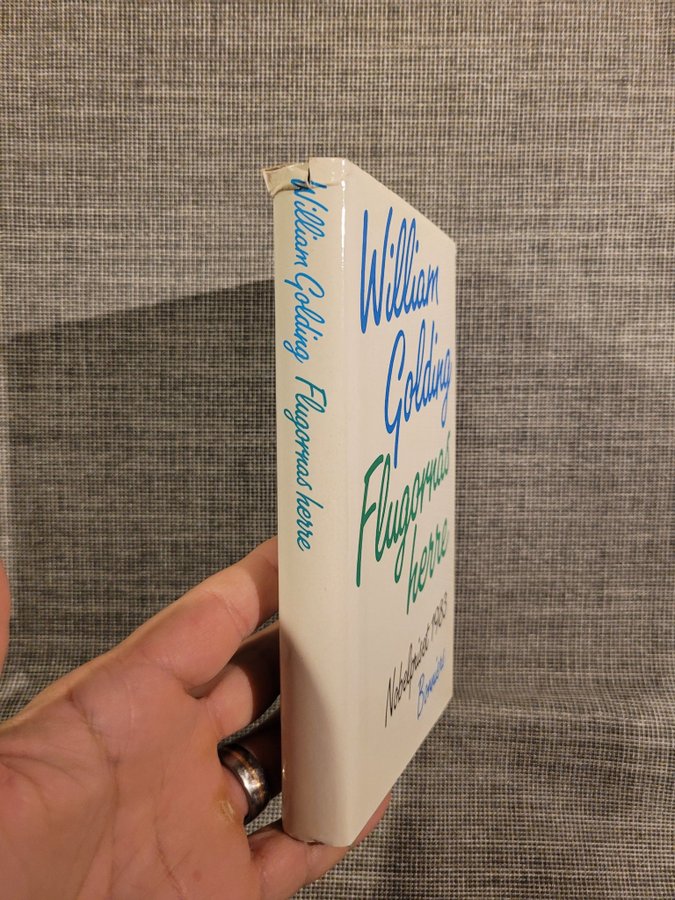 William Golding Flugornas herre
William
Golding
Flugornas
herre
Nobelpriset 1983
Bonniers